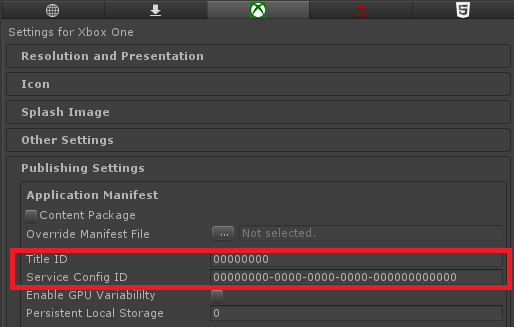 Settings for Xbox One
Resolution and Presentation
Icon
Splash Image
Other Settings
Publishing Settings
Application Manifest
Content Package
Override Manifest File ... Not selected.
Title ID 00000000
Service Config ID 00000000-0000-0000-0000-000000000000
Enable GPU Variabililty
Persistent Local Storage 0